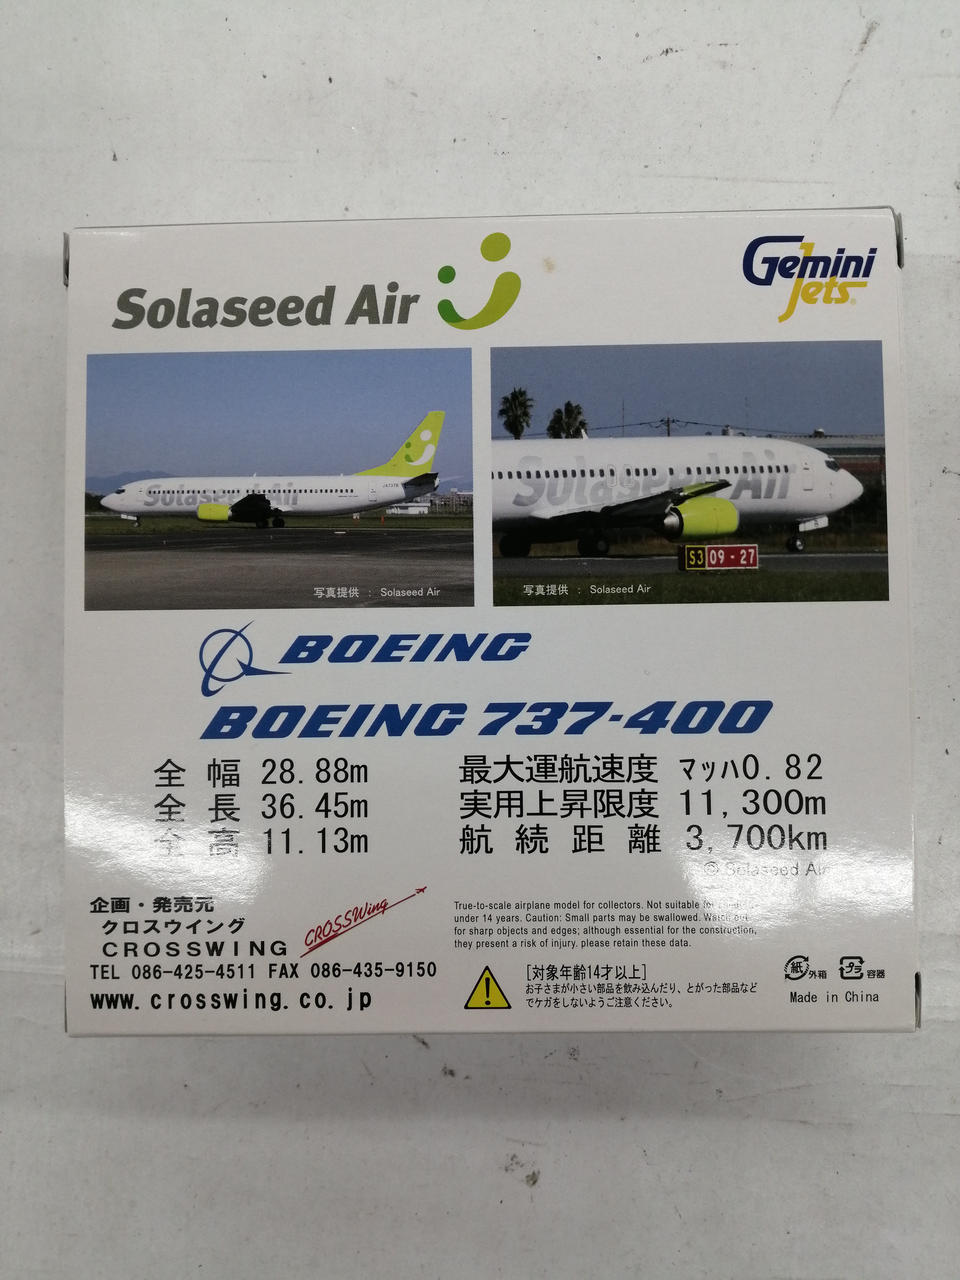 Solaseed Air
Gemini
Jets
Solaseed Air
Solaseed Air
S3 09-27
写真提供 : Solaseed Air
写真提供 : Solaseed Air
BOEING
BOEING 737-400
全 幅 28.88m
全 長 36.45m
全 高 11.13m
最大運航速度 マッハ0.82
実用上昇限度 11,300m
航 続 距 離 3,700km
© Solaseed Air
企画・発売元
クロスウイング
CROSSWING
CROSSWing
TEL 086-425-4511 FAX 086-435-9150
www.crosswing.co.jp
True-to-scale airplane model for collectors. Not suitable for
under 14 years. Caution: Small parts may be swallowed. Watch out
for sharp objects and edges; although essential for the construction,
they present a risk of injury. please retain these data.
[対象年齢14才以上]
お子さまが小さい部品を飲み込んだり、とがった部品など
でケガをしないようご注意ください。
紙 外箱 プラ 容器
Made in China